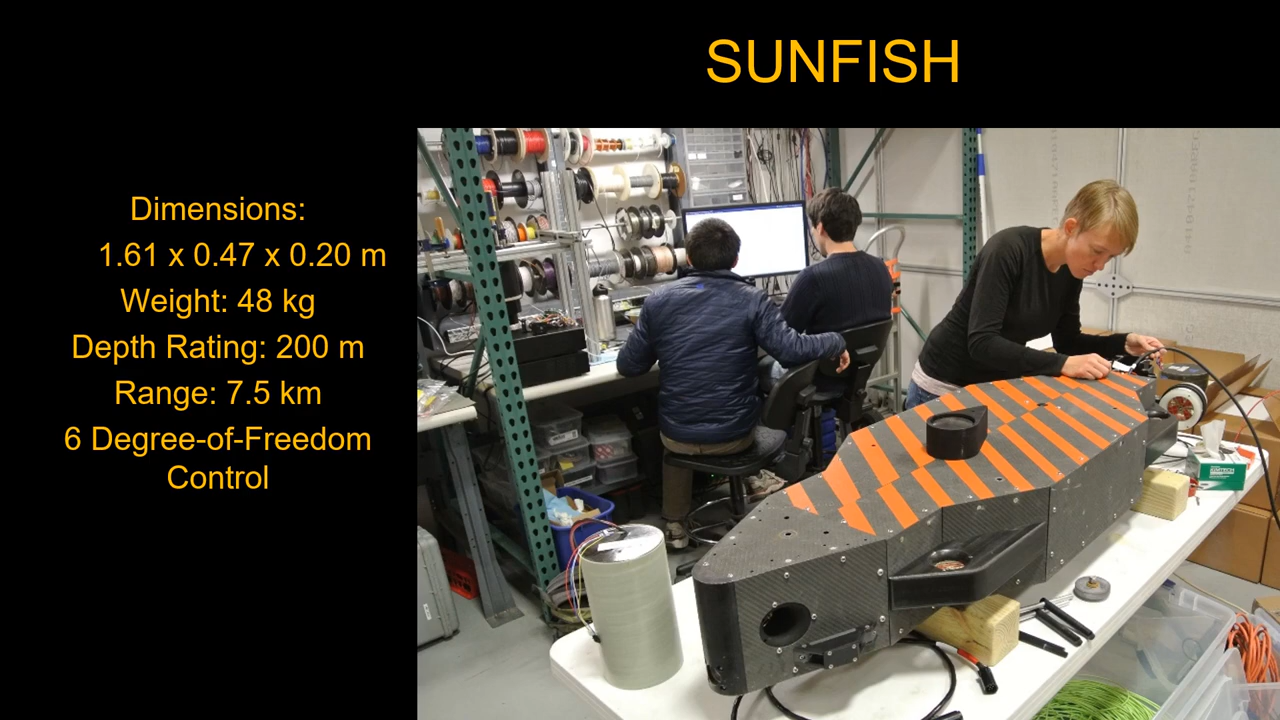 SUNFISH
Dimensions:
1.61 x 0.47 x 0.20 m
Weight: 48 kg
Depth Rating: 200 m
Range: 7.5 km
6 Degree-of-Freedom
Control